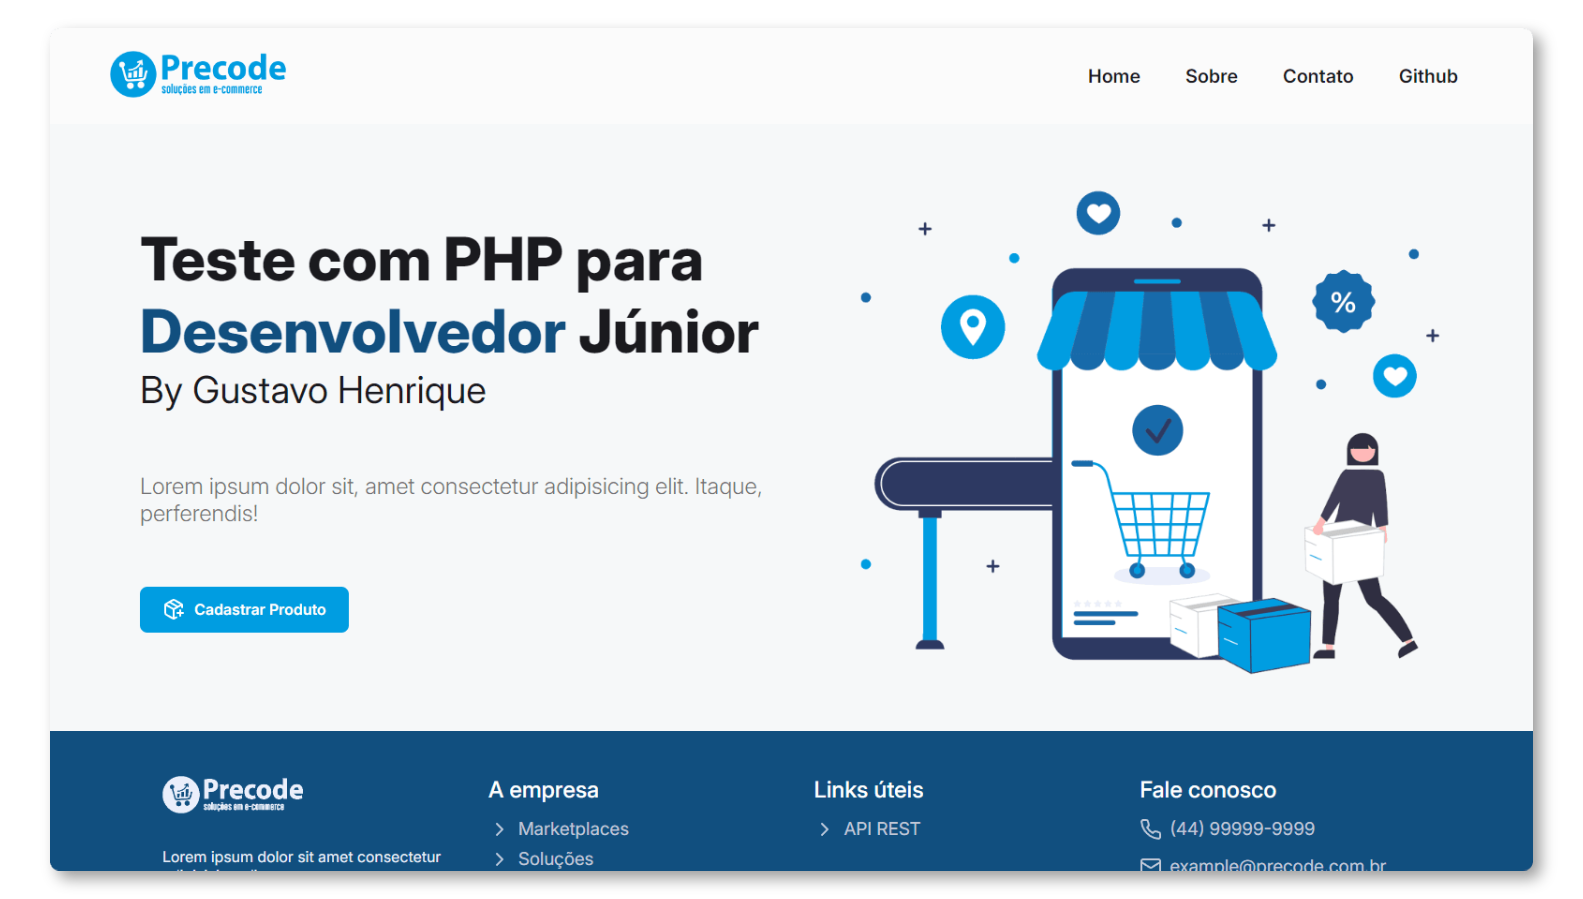 Precode
soluções em e-commerce
Home
Sobre
Contato
Github
Teste com PHP para
Desenvolvedor Júnior
By Gustavo Henrique
Lorem ipsum dolor sit, amet consectetur adipisicing elit. Itaque,
perferendis!
Cadastrar Produto
%
Precode
soluções em e-commerce
Lorem ipsum dolor sit amet consectetur
A empresa
Marketplaces
Soluções
Links úteis
API REST
Fale conosco
(44) 99999-9999
example@precode.com.br